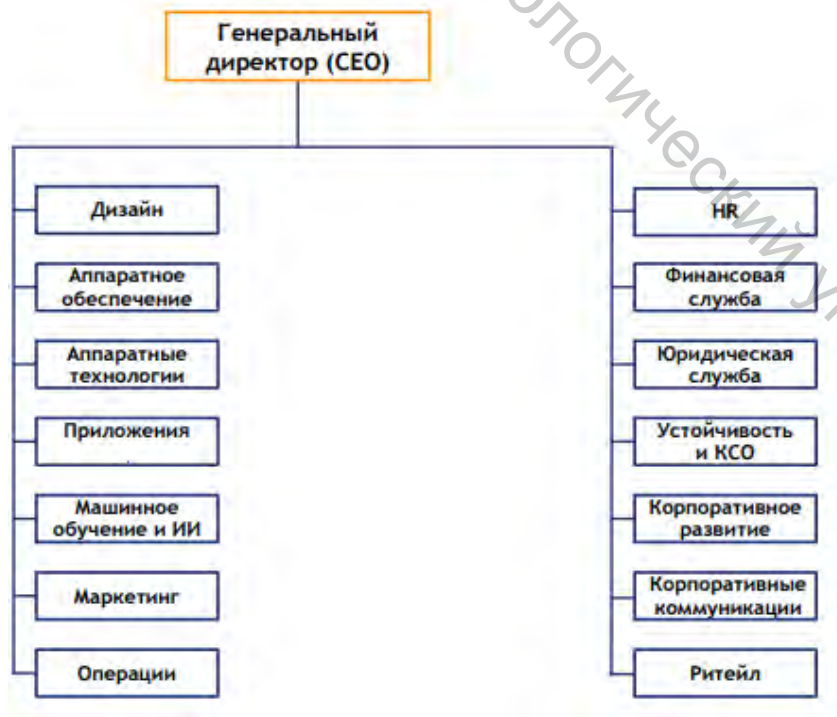 Генеральный
директор (CEO)
Дизайн
Аппаратное
обеспечение
Аппаратные
технологии
Приложения
Машинное
обучение и ИИ
Маркетинг
Операции
HR
Финансовая
служба
Юридическая
служба
Устойчивость
и КСО
Корпоративное
развитие
Корпоративные
коммуникации
Ритейл